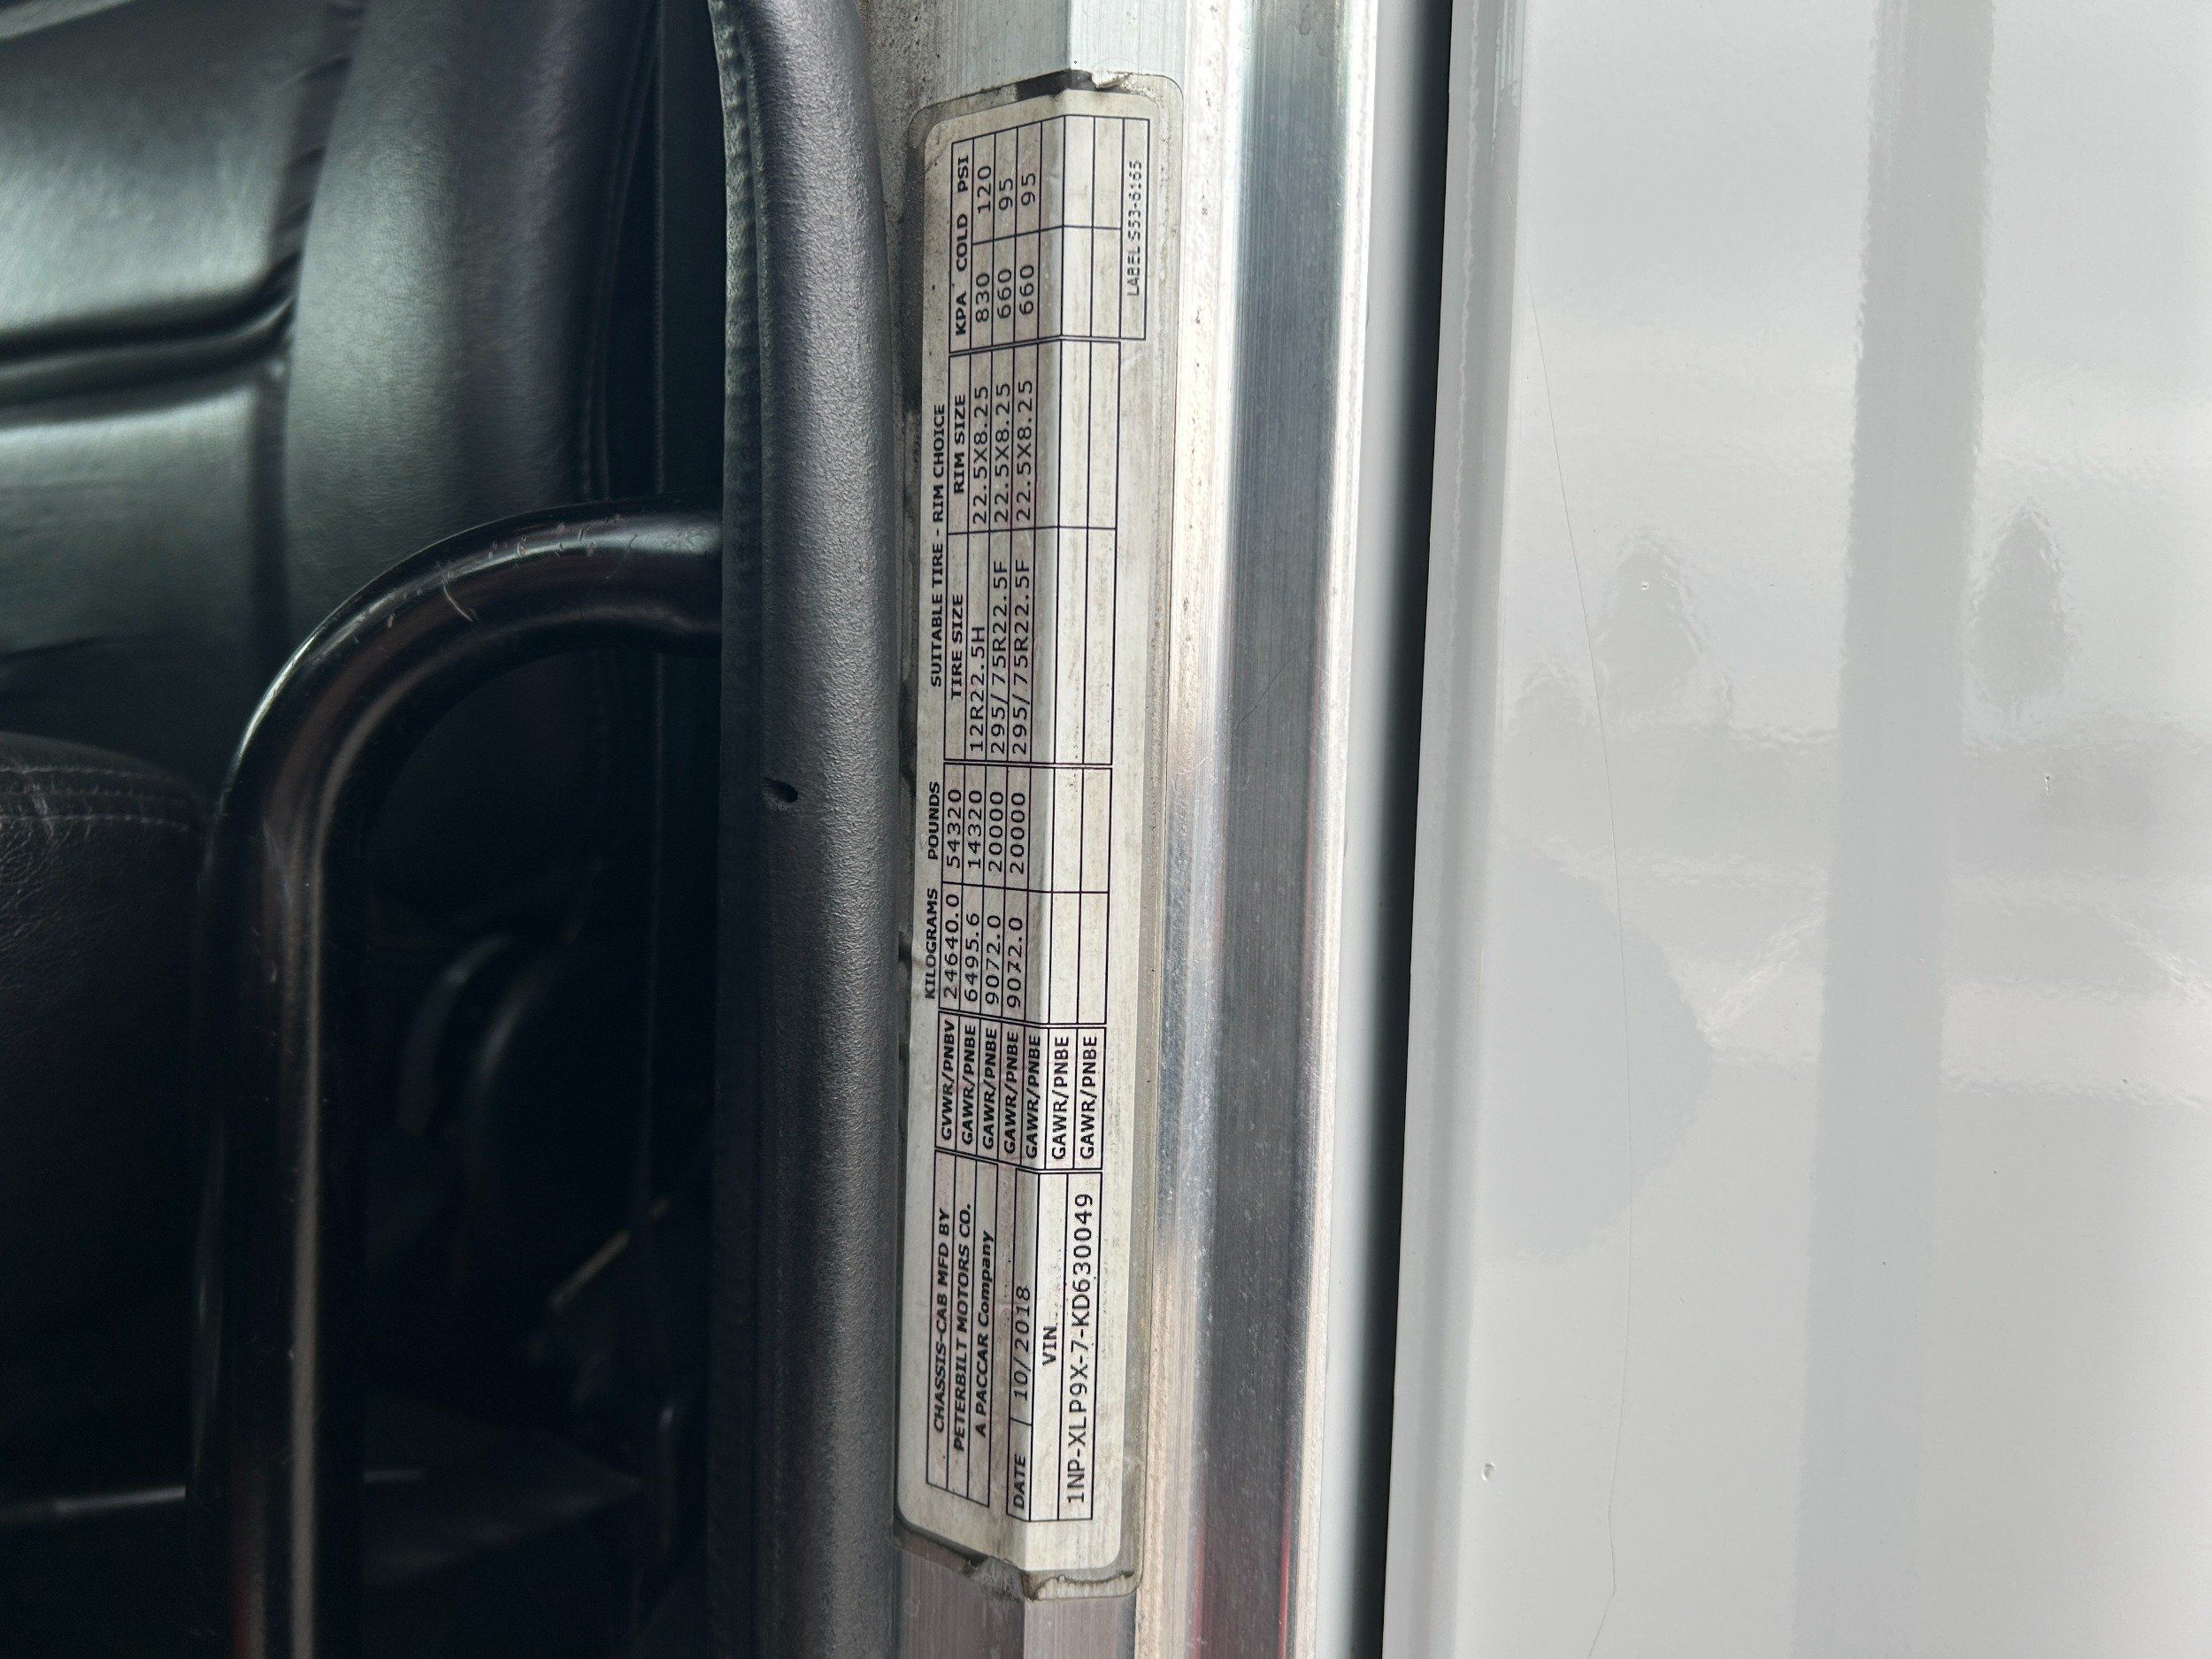 CHASSIS-CAB MFD BY
PETERBILT MOTORS CO.
A PACCAR Company
DATE 10/2018
VIN
1NP-XLP9X-7-KD630049
KILOGRAMS POUNDS
GVWR/PNBV 24640.0 54320
GAWR/PNBE 6495.6 14320
GAWR/PNBE 9072.0 20000
GAWR/PNBE 9072.0 20000
GAWR/PNBE
GAWR/PNBE
GAWR/PNBE
SUITABLE TIRE - RIM CHOICE
TIRE SIZE RIM SIZE KPA COLD PSI
12R22.5H 22.5X8.25 830 120
295/75R22.5F 22.5X8.25 660 95
295/75R22.5F 22.5X8.25 660 95
LABEL S53-6165